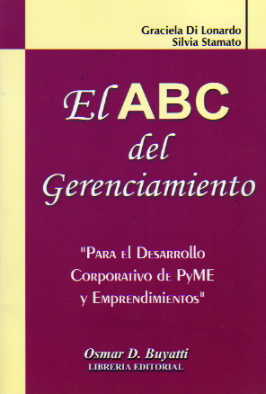 Graciela Di Lonardo
Silvia Stamato
El ABC
del
Gerenciamiento
"Para el Desarrollo
Corporativo de PyME
y Emprendimientos"
Osmar D. Buyatti
LIBRERIA EDITORIAL